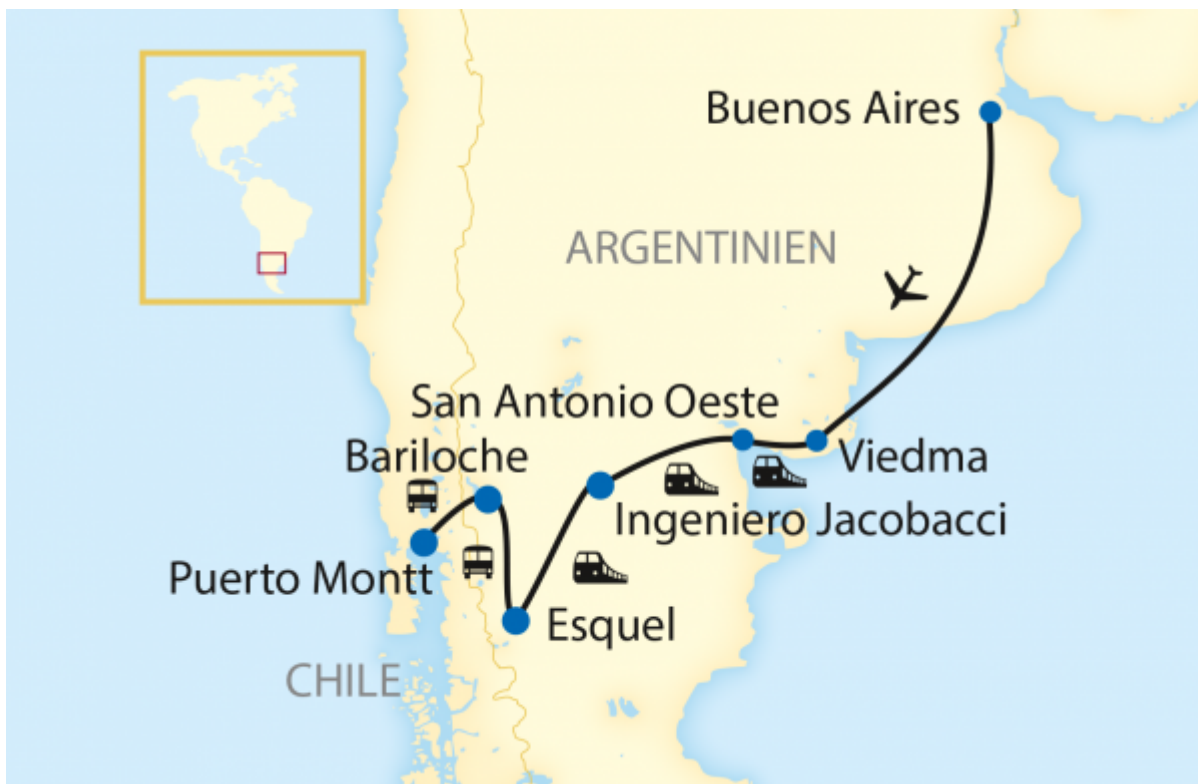 Buenos Aires
ARGENTINIEN
San Antonio Oeste
Bariloche
Viedma
Ingeniero Jacobacci
Puerto Montt
Esquel
CHILE